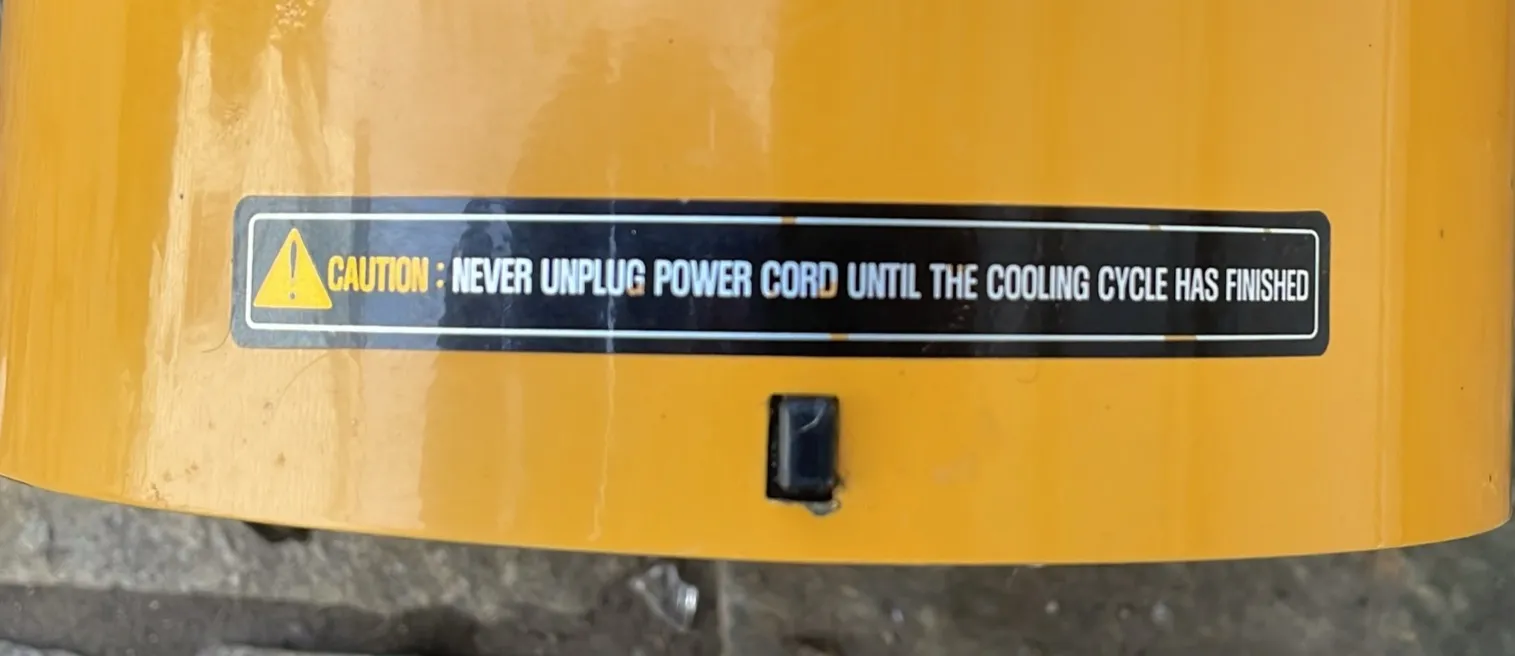 CAUTION : NEVER UNPLUG POWER CORD UNTIL THE COOLING CYCLE HAS FINISHED